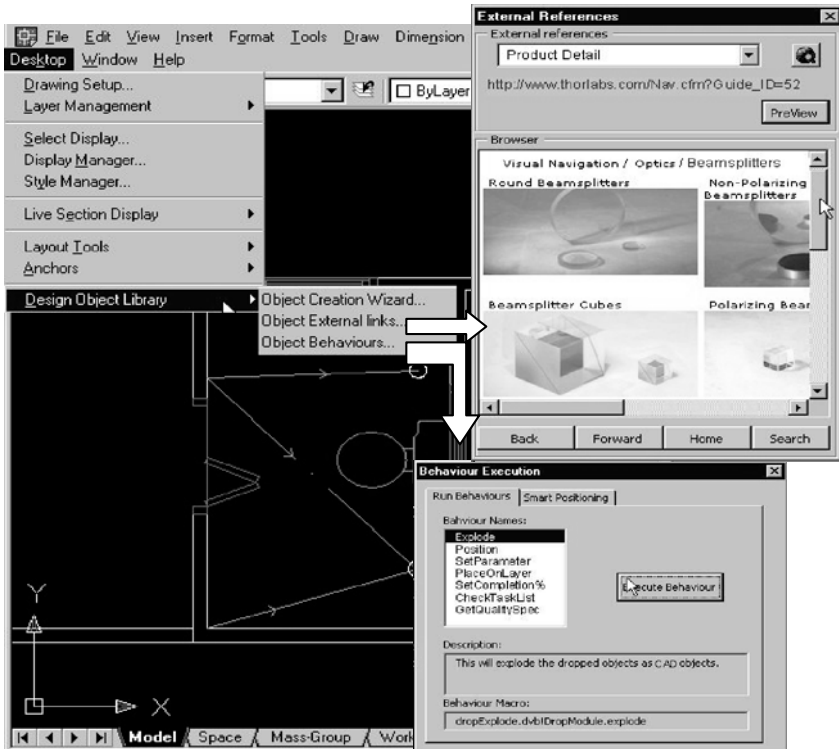 File Edit View Insert Format Tools Draw Dimension
Desktop Window Help
Drawing Setup...
Layer Management
Select Display...
Display Manager...
Style Manager...
Live Section Display
Layout Tools
Anchors
Design Object Library
Object Creation Wizard...
Object External links...
Object Behaviours...
ByLayer
External References
External references
Product Detail
http://www.thorlabs.com/Nav.cfm?Guide_ID=52
PreView
Browser
Visual Navigation / Optics / Beamsplitters
Round Beamsplitters
Non-Polarizing
Beamsplitters
Beamsplitter Cubes
Polarizing Bear
Back Forward Home Search
Behaviour Execution
Run Behaviours Smart Positioning
Bahviour Names:
Explode
Position
SetParameter
PlaceOnLayer
SetCompletion%
CheckTaskList
GetQualitySpec
Execute Behaviour
Description:
This will explode the dropped objects as CAD objects.
Behaviour Macro:
dropExplode.dvb!DropModule.explode
Y
X
Model Space Mass-Group Work